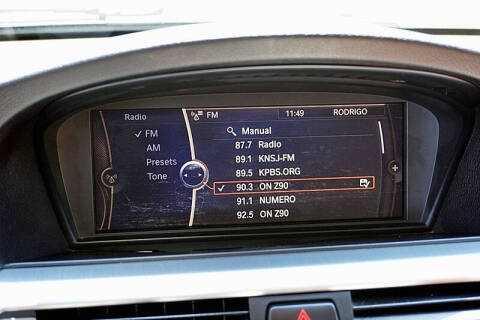 Radio FM 11:49 RODRIGO
✓ FM
AM
Presets
Tone
Manual
87.7 Radio
89.1 KNSJ-FM
89.5 KPBS.ORG
✓ 90.3 ON Z90
91.1 NUMERO
92.5 ON Z90